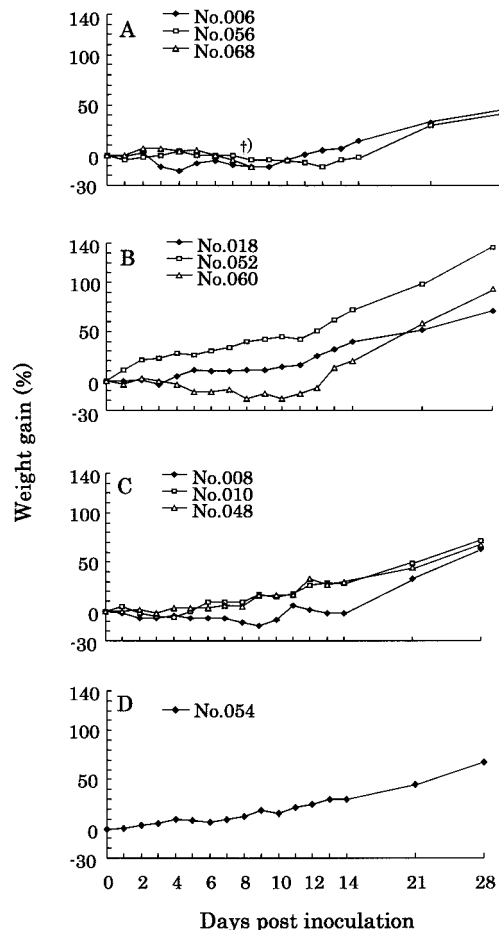 A
No.006
No.056
No.068
140
100
50
0
-30
†)
B
No.018
No.052
No.060
140
100
50
0
-30
Weight gain (%)
C
No.008
No.010
No.048
140
100
50
0
-30
D
No.054
140
100
50
0
-30
0 2 4 6 8 10 12 14 21 28
Days post inoculation